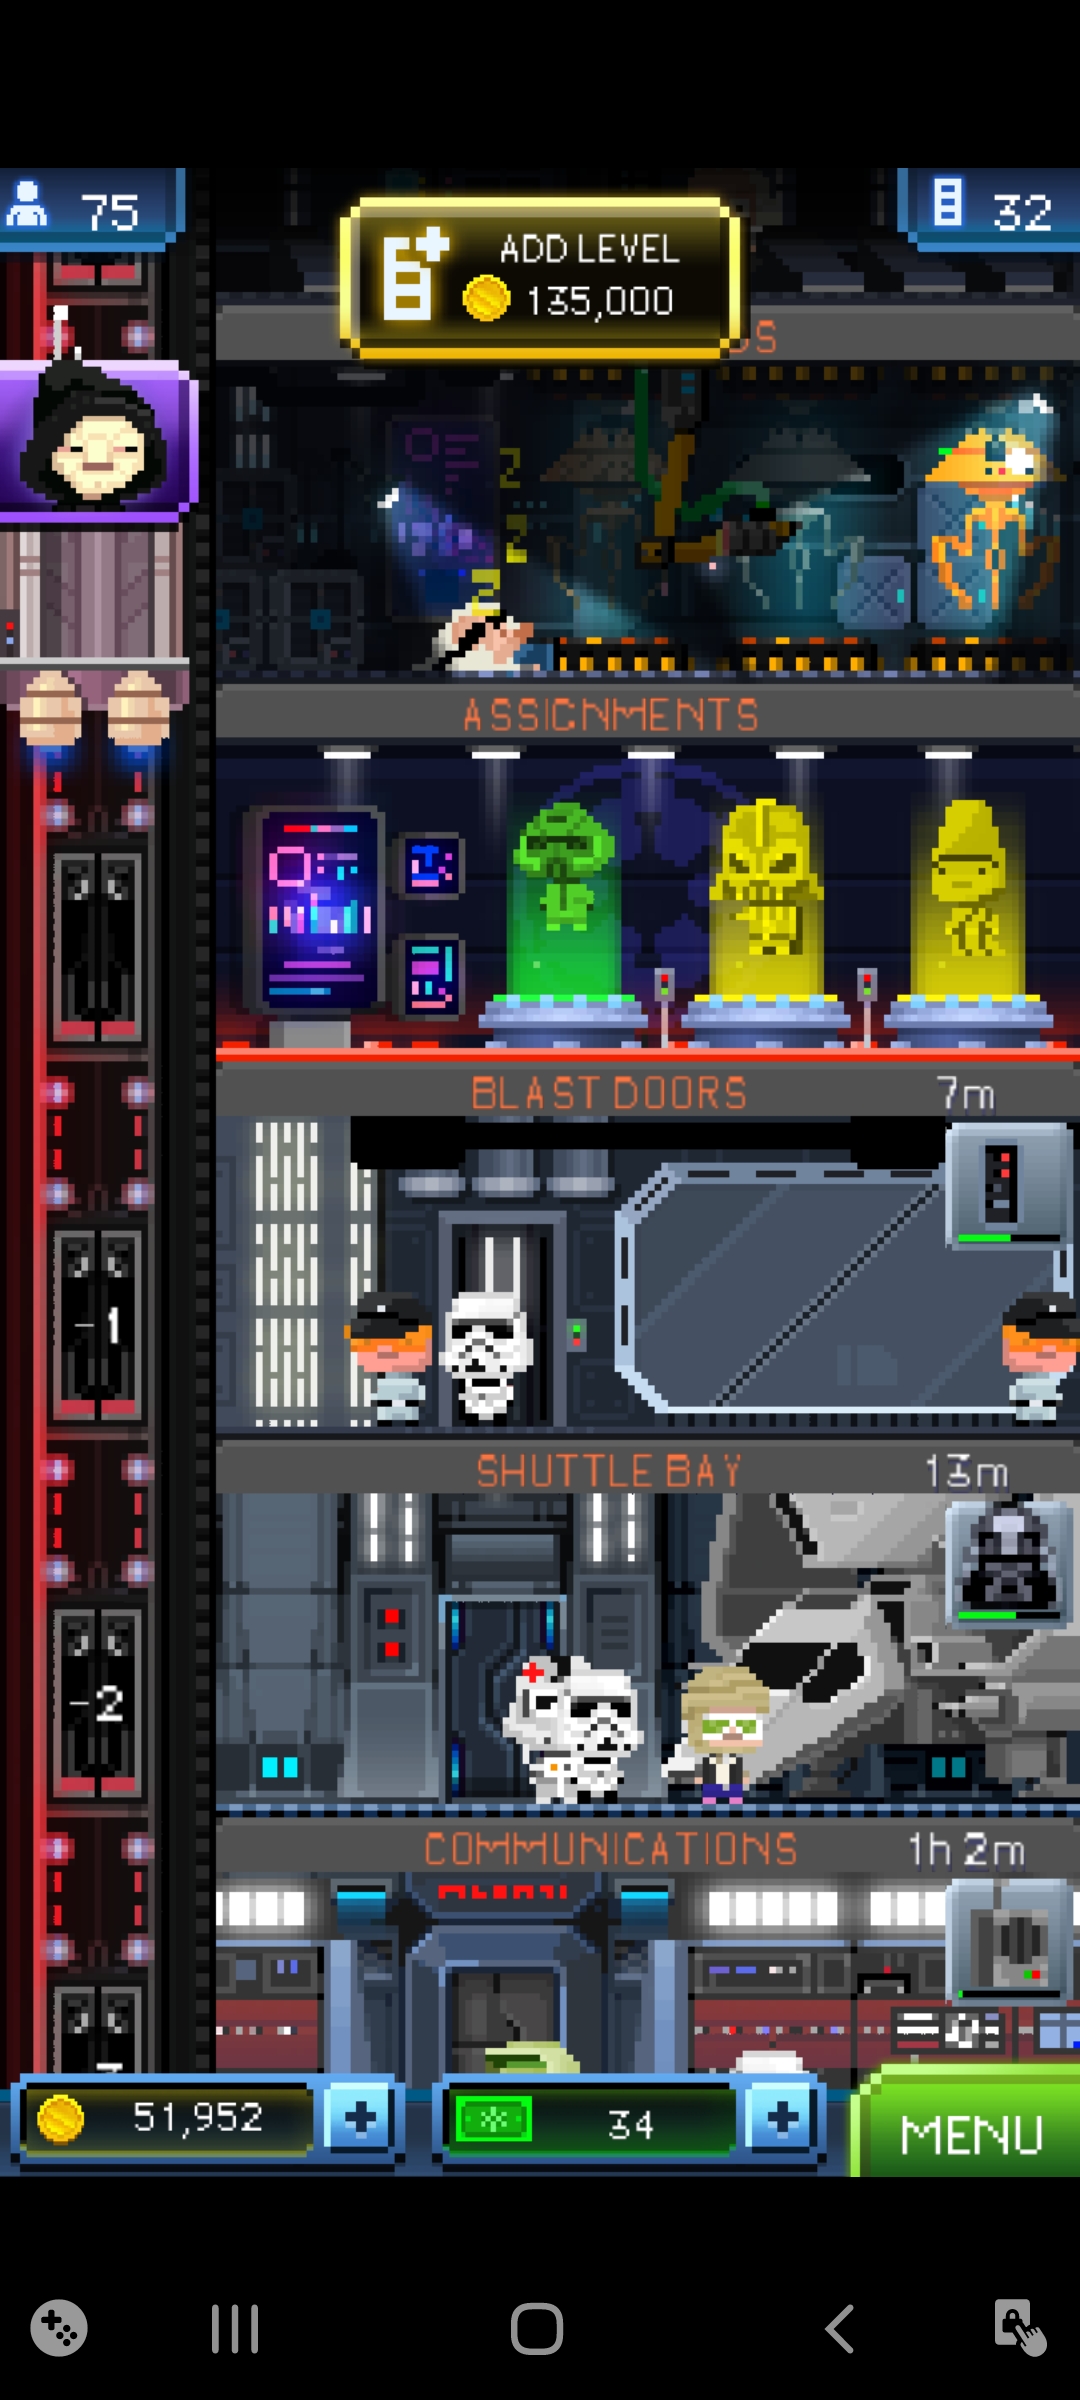 75
ADD LEVEL
135,000
32
ASSIGNMENTS
BLAST DOORS
7m
-1
SHUTTLE BAY
13m
-2
COMMUNICATIONS
1h 2m
51,952
34
MENU